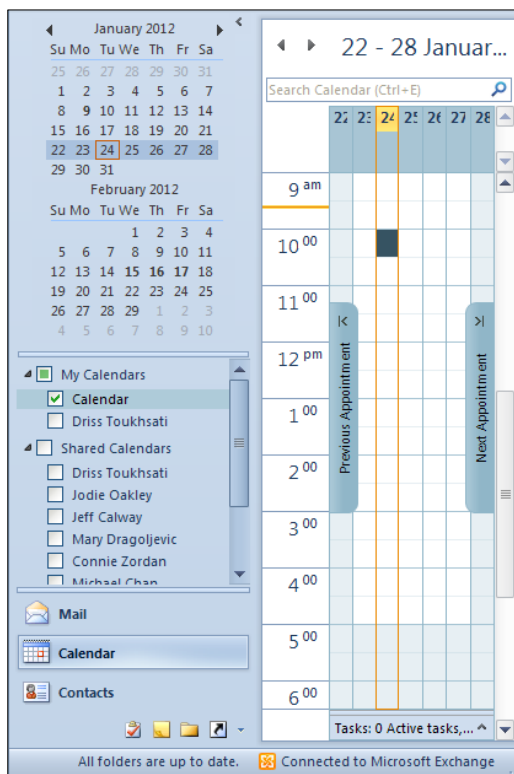 January 2012
Su Mo Tu We Th Fr Sa
25 26 27 28 29 30 31
1 2 3 4 5 6 7
8 9 10 11 12 13 14
15 16 17 18 19 20 21
22 23 24 25 26 27 28
29 30 31
February 2012
Su Mo Tu We Th Fr Sa
1 2 3 4
5 6 7 8 9 10 11
12 13 14 15 16 17 18
19 20 21 22 23 24 25
26 27 28 29 1 2 3
4 5 6 7 8 9 10
My Calendars
Calendar
Driss Toukhsati
Shared Calendars
Driss Toukhsati
Jodie Oakley
Jeff Calway
Mary Dragoljevic
Connie Zordan
Michael Chan
Mail
Calendar
Contacts
22 - 28 Januar...
Search Calendar (Ctrl+E)
22 23 24 25 26 27 28
9 am
10 00
11 00
12 pm
1 00
2 00
3 00
4 00
5 00
6 00
Previous Appointment
Next Appointment
Tasks: 0 Active tasks,...
All folders are up to date.
Connected to Microsoft Exchange